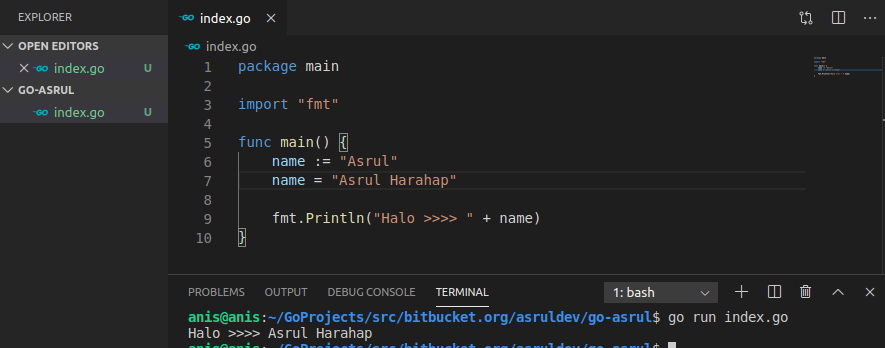 EXPLORER
OPEN EDITORS
index.go U
GO-ASRUL
index.go U
index.go
index.go
1 package main
2
3 import "fmt"
4
5 func main() {
6 name := "Asrul"
7 name = "Asrul Harahap"
8
9 fmt.Println("Halo >>>> " + name)
10 }
PROBLEMS OUTPUT DEBUG CONSOLE TERMINAL 1: bash
anis@anis:~/GoProjects/src/bitbucket.org/asruldev/go-asrul$ go run index.go
Halo >>>> Asrul Harahap
anis@anis:~/GoProjects/src/bitbucket.org/asruldev/go-asrul$